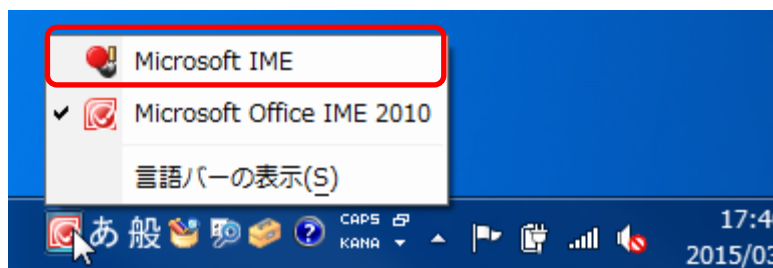 Microsoft IME
Microsoft Office IME 2010
言語バーの表示(S)
あ 般 CAPS
KANA
17:4
2015/03